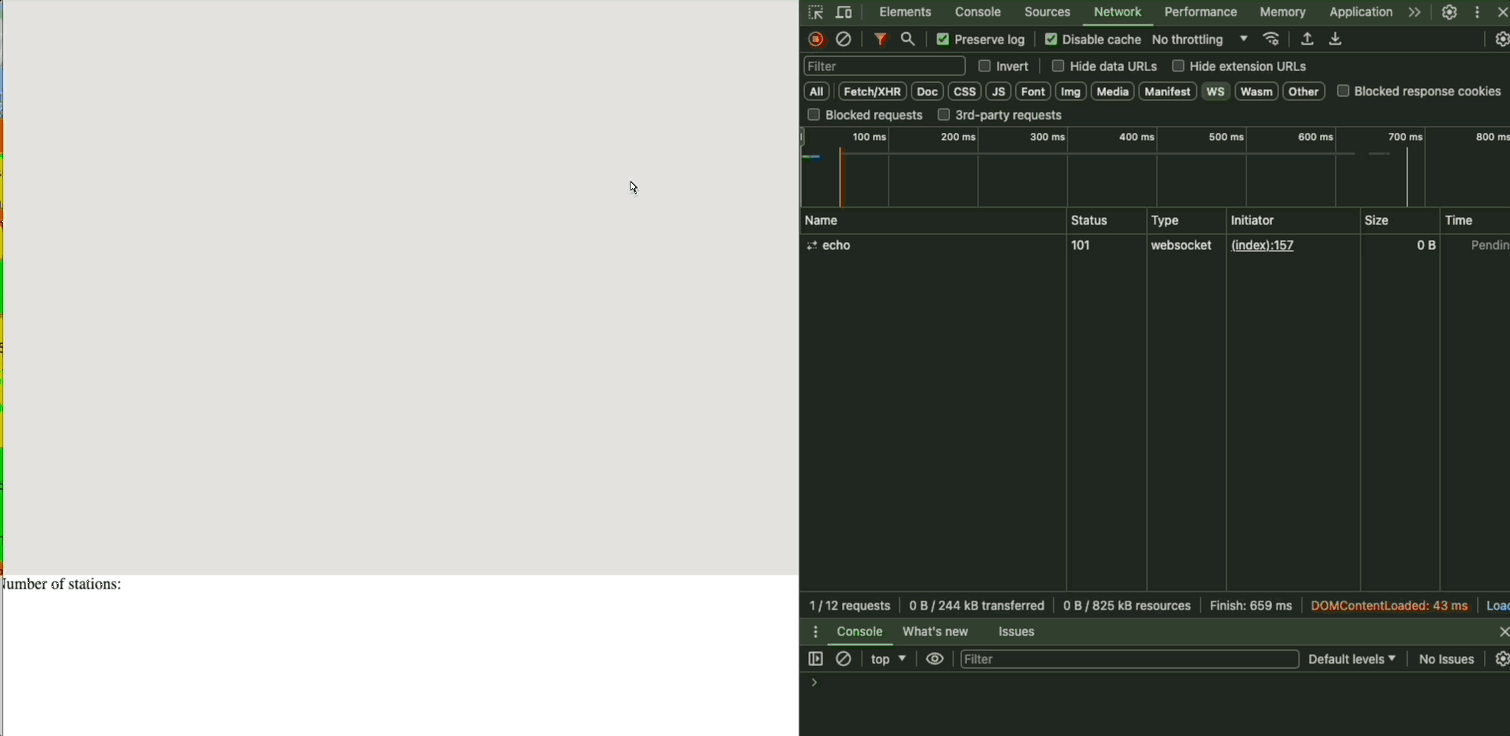 Elements Console Sources Network Performance Memory Application
Preserve log Disable cache No throttling
Filter Invert Hide data URLs Hide extension URLs
All Fetch/XHR Doc CSS JS Font Img Media Manifest WS Wasm Other Blocked response cookies
Blocked requests 3rd-party requests
100 ms 200 ms 300 ms 400 ms 500 ms 600 ms 700 ms 800 ms
Name Status Type Initiator Size Time
echo 101 websocket (index):157 0 B Pendin
Number of stations:
1 / 12 requests 0 B / 244 kB transferred 0 B / 825 kB resources Finish: 659 ms DOMContentLoaded: 43 ms Loa
Console What's new Issues
top Filter Default levels No Issues